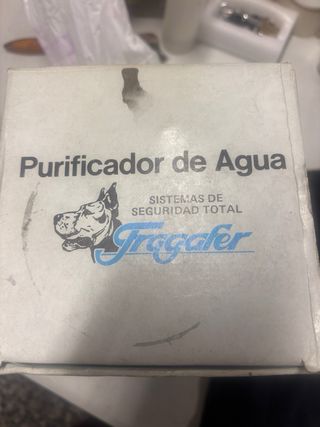 Purificador de Agua
SISTEMAS DE
SEGURIDAD TOTAL
Fragafer